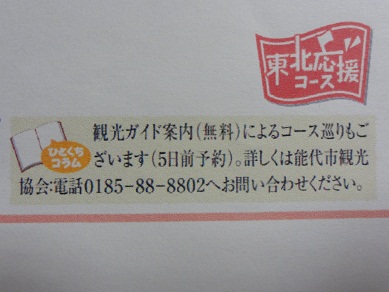 東北応援
コース
ひとくち
コラム
観光ガイド案内(無料)によるコース巡りもご
ざいます(5日前予約)。詳しくは能代市観光
協会:電話0185-88-8802へお問い合わせください。